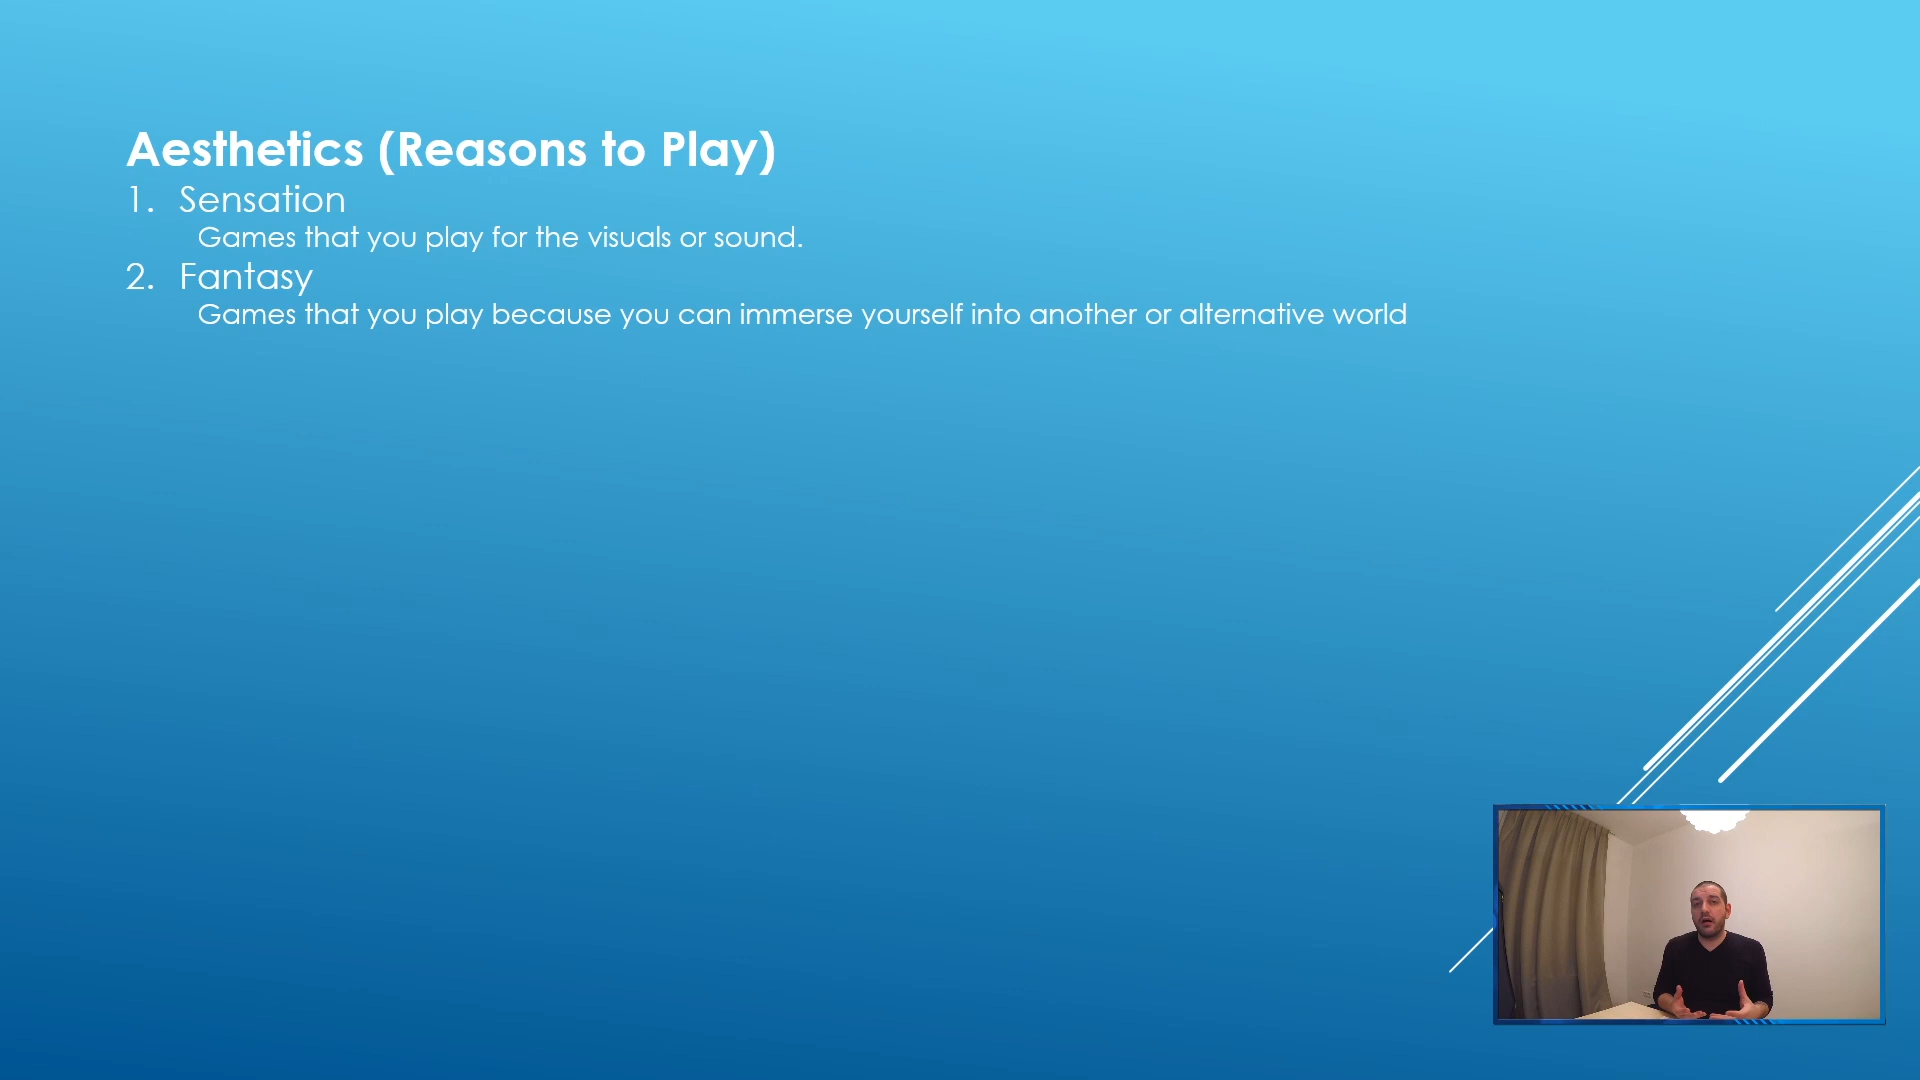 Aesthetics (Reasons to Play)
1. Sensation
Games that you play for the visuals or sound.
2. Fantasy
Games that you play because you can immerse yourself into another or alternative world